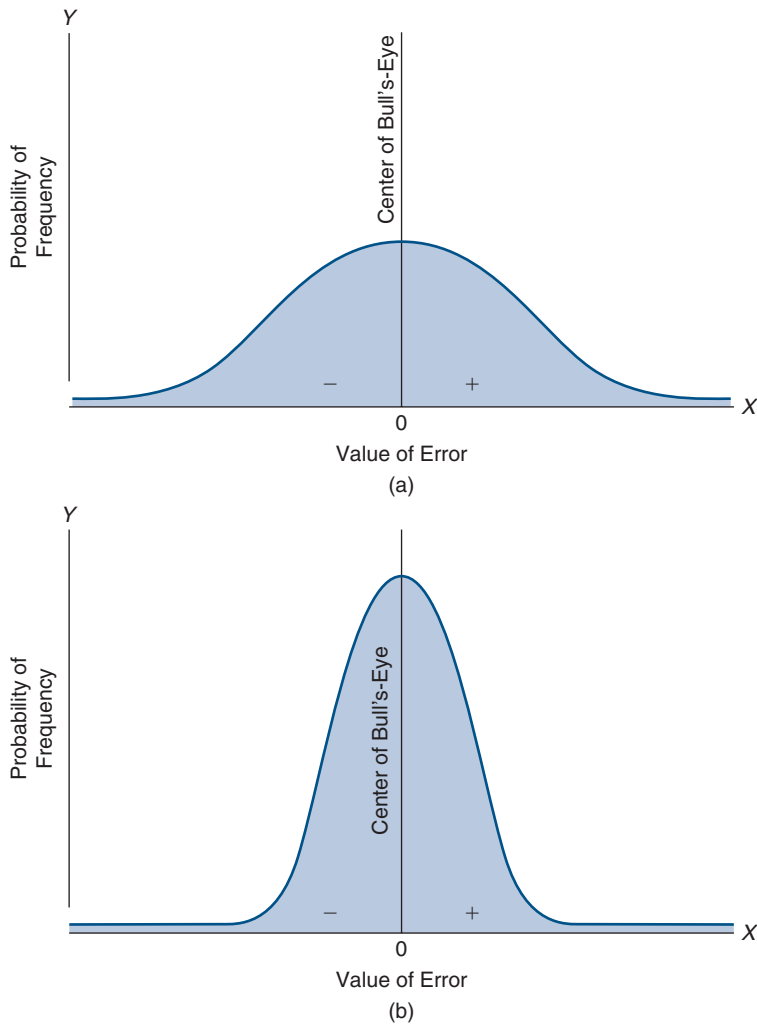 Y
Center of Bull's-Eye
Probability of
Frequency
− +
X
0
Value of Error
(a)
Y
Center of Bull's-Eye
Probability of
Frequency
− +
X
0
Value of Error
(b)